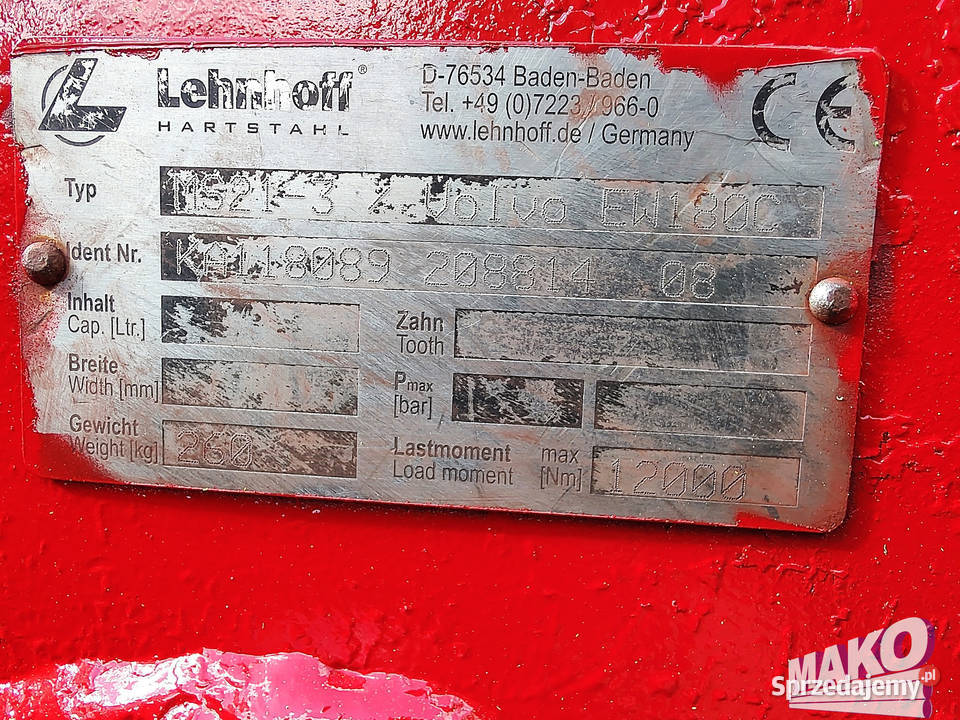 Lehnhoff®
HARTSTAHL
D-76534 Baden-Baden
Tel. +49 (0)7223 / 966-0
www.lehnhoff.de / Germany
CE
Typ MS21-3 Volvo EW180C
Ident Nr. 208814 08
Inhalt
Cap. [Ltr.]
Zahn
Tooth
Breite
Width [mm]
Pmax
[bar]
Gewicht
Weight [kg] 260
Lastmoment max
Load moment [Nm] 12000
MAKO
Sprzedajemy.pl